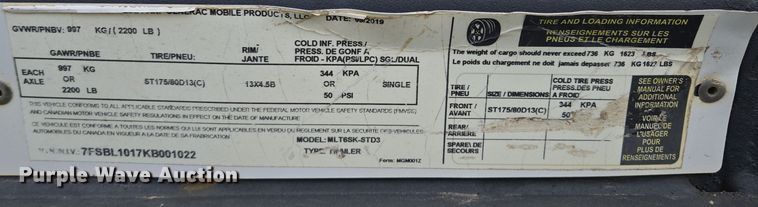 GENERAC MOBILE PRODUCTS, LLC. DATE: 09/2019
GVWR/PNBV: 997 KG/( 2200 LB)
GAWR/PNBE: TIRE/PNEU: RIM/ JANTE COLD INF. PRESS./ PRESS. DE GONF A FROID - KPA(PSI/LPC) SGL/DUAL
EACH AXLE 997 KG OR 2200 LB ST175/80D13(C) 13X4.5B 344 KPA OR 50 PSI SINGLE
THIS VEHICLE CONFORMS TO ALL APPLICABLE STANDARDS PRESCRIBED UNDER THE FEDERAL MOTOR VEHICLE SAFETY STANDARDS (FMVSS)
AND CANADIAN MOTOR VEHICLE SAFETY REGULATIONS IN EFFECT ON THE DATE OF MANUFACTURE
CE VÉHICULE EST CONFORME A TOUTES LES NORMES QUI LUI SONT APPLICABLES EN VERDU DU REGLEMENT SUR LA SECURITE DES VEHICULES
AUTOMOBILES DU CANADA EN VIGUEUR A LA DATE DE SA FABRICATION
MODEL: MLT6SK-STD3
V.I.N./N.I.V.: 7FSBL1017KB001022 TYPE: TRAILER
Form: MGM001Z
TIRE AND LOADING INFORMATION
RENSEIGNEMENTS SUR LES
PNEUS ET LE CHARGEMENT
The weight of cargo should never exceed 736 KG 1623 LBS
Le poids du chargement ne doit jamais depasser 736 KG 1623 LBS
TIRE / PNEU SIZE / DIMENSIONS COLD TIRE PRESS / PNEUS A FROID
FRONT / AVANT ST175/80D13(C) 344 KPA 50
REAR/ ARRIERE
SPARE/ DE SECOURS
SEE OWNER'S
MANUAL FOR
ADDITIONAL
INFORMATION
VOIR LE
MANUEL DE
L'USAGER
POUR PLUS DE
Purple Wave Auction